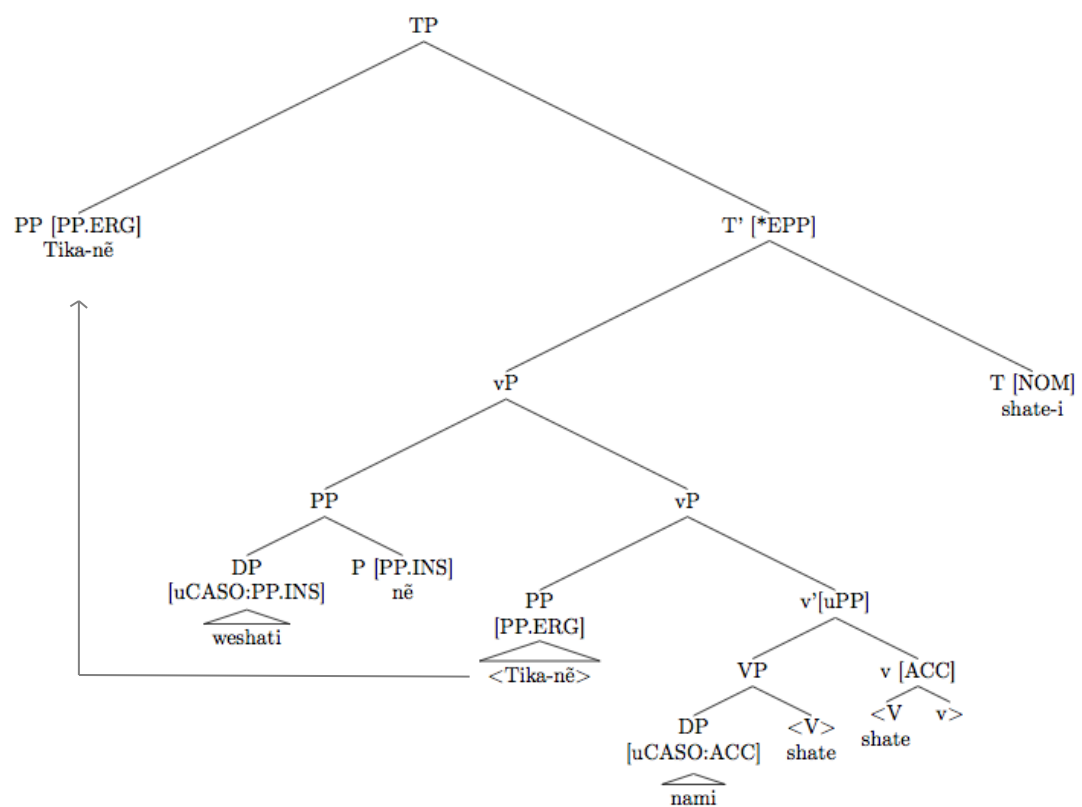 TP
PP [PP.ERG]
Tika-nẽ
T' [*EPP]
vP
T [NOM]
shate-i
PP
vP
DP
[uCASO:PP.INS]
weshati
P [PP.INS]
nẽ
PP
[PP.ERG]
<Tika-nẽ>
v'[uPP]
VP
v [ACC]
DP
[uCASO:ACC]
nami
<V>
shate
<V
shate
v>